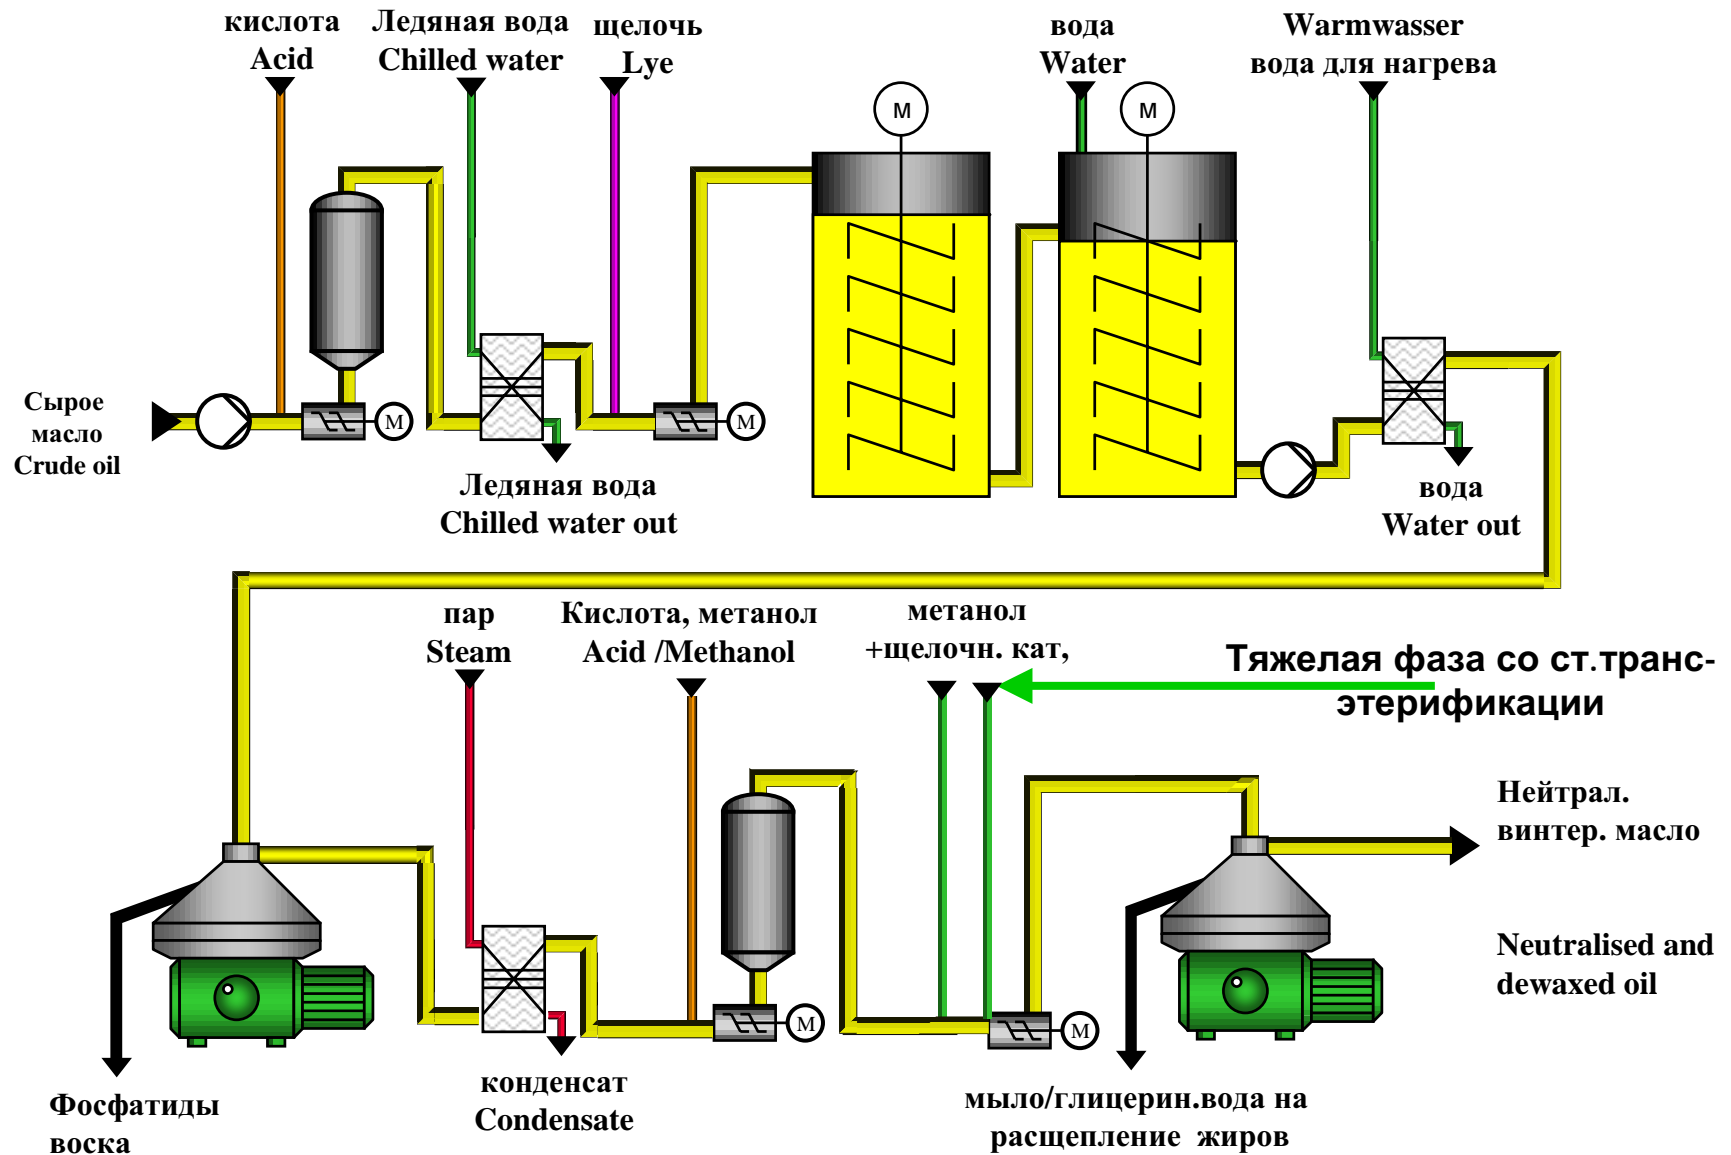 кислота
Acid
Ледяная вода
Chilled water
щелочь
Lye
вода
Water
Warmwasser
вода для нагрева
M
M
Сырое
масло
Crude oil
M
M
Ледяная вода
Chilled water out
вода
Water out
пар
Steam
Кислота, метанол
Acid /Methanol
метанол
+щелочн. кат,
Тяжелая фаза со ст.транс-
этерификации
Нейтрал.
винтер. масло
Neutralised and
dewaxed oil
M
M
Фосфатиды
воска
конденсат
Condensate
мыло/глицерин.вода на
расщепление жиров